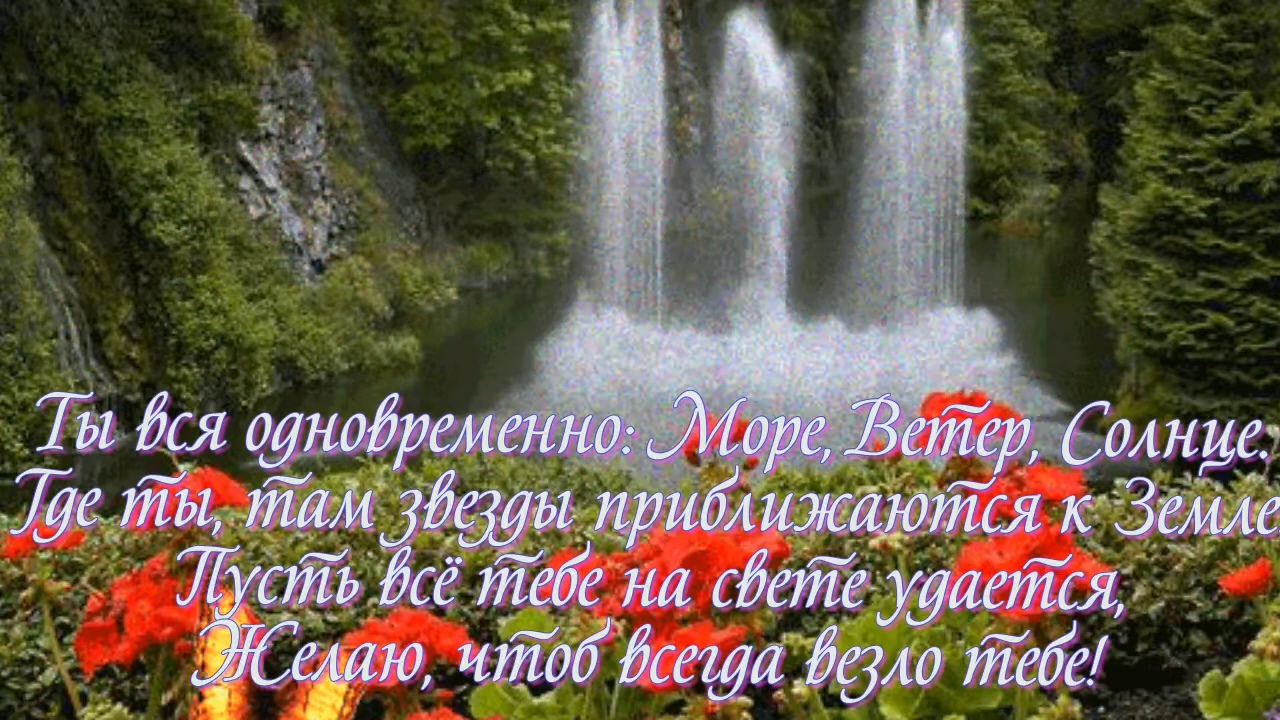 Ты вся одновременно: Море, Ветер, Солнце.
Где ты, там звезды приближаются к Земле
Пусть всё тебе на свете удается,
Желаю, чтоб всегда везло тебе!